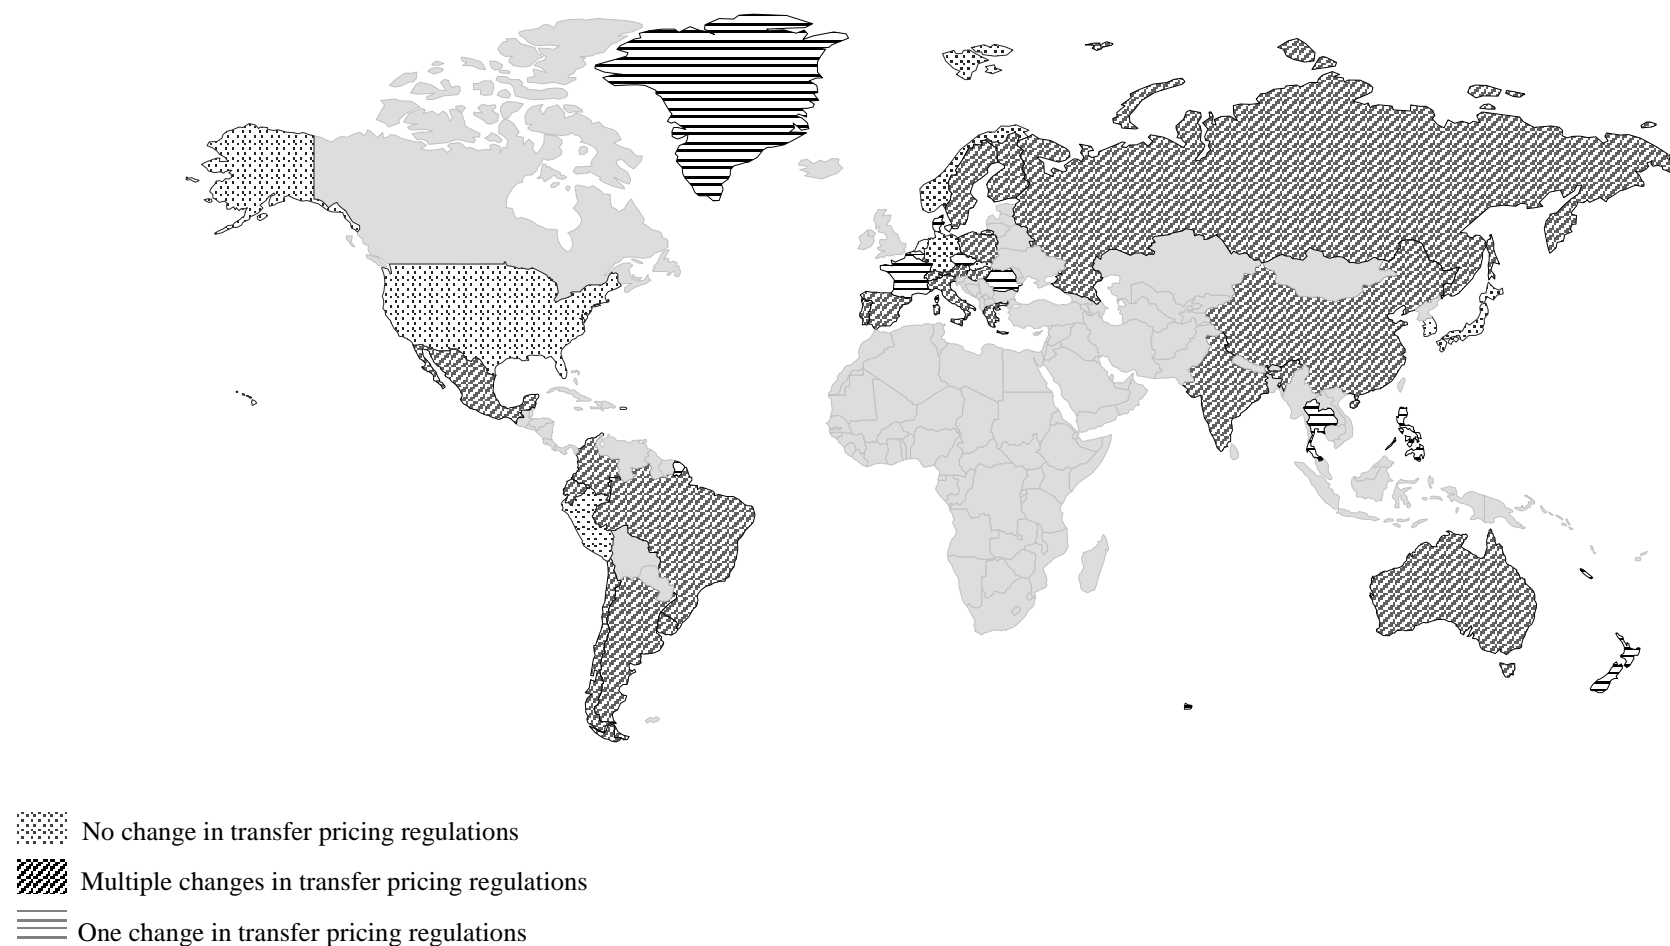 No change in transfer pricing regulations
Multiple changes in transfer pricing regulations
One change in transfer pricing regulations